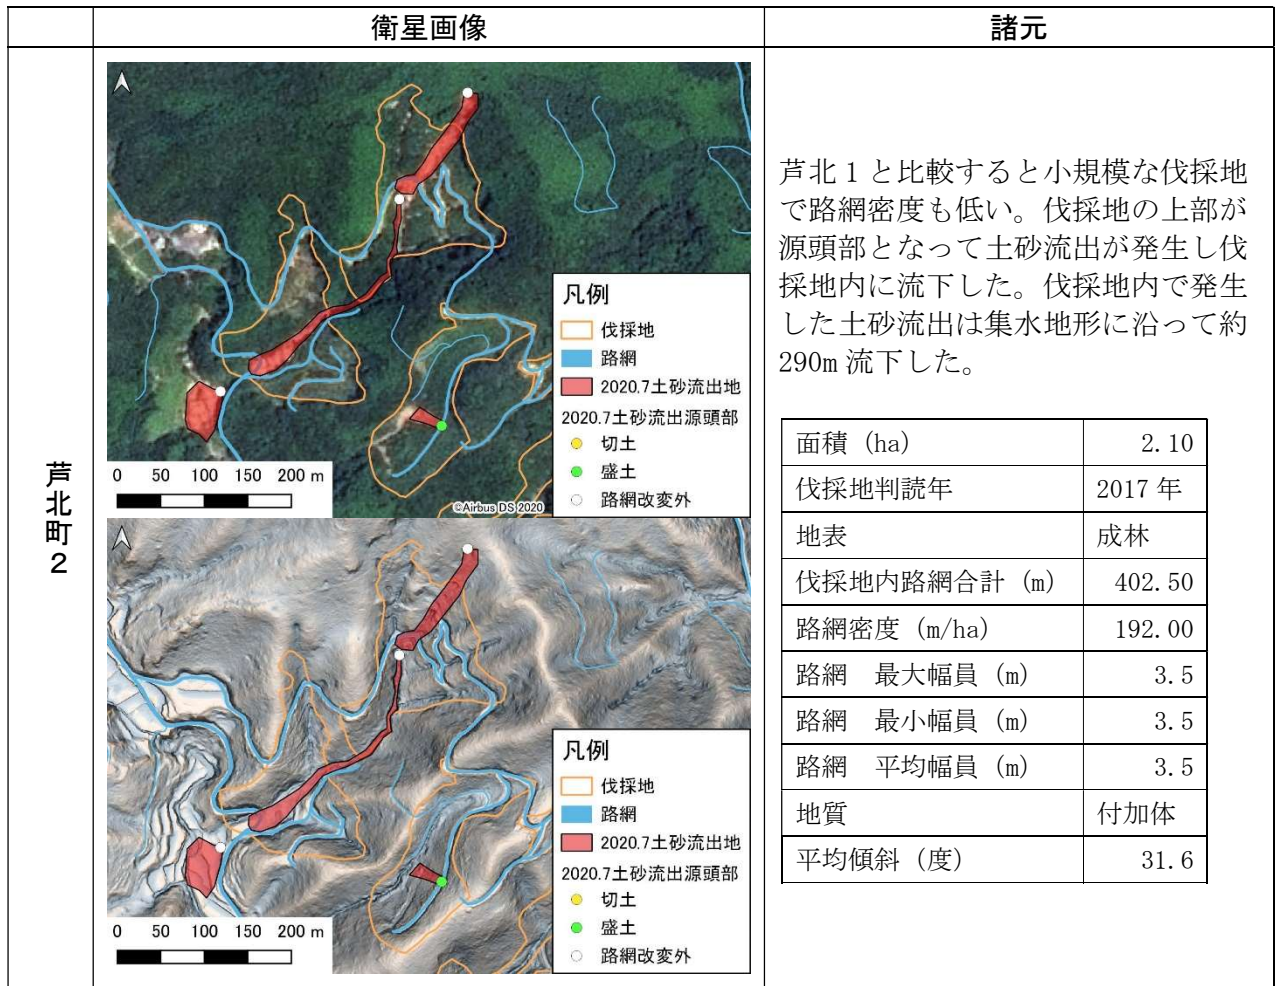 衛星画像
諸元
芦北町２
凡例
伐採地
路網
2020.7土砂流出地
2020.7土砂流出源頭部
切土
盛土
路網改変外
0 50 100 150 200 m
©Airbus DS 2020
凡例
伐採地
路網
2020.7土砂流出地
2020.7土砂流出源頭部
切土
盛土
路網改変外
0 50 100 150 200 m
芦北 1 と比較すると小規模な伐採地
で路網密度も低い。伐採地の上部が
源頭部となって土砂流出が発生し伐
採地内に流下した。伐採地内で発生
した土砂流出は集水地形に沿って約
290m 流下した。
面積（ha） 2.10
伐採地判読年 2017 年
地表 成林
伐採地内路網合計（m） 402.50
路網密度（m/ha） 192.00
路網　最大幅員（m） 3.5
路網　最小幅員（m） 3.5
路網　平均幅員（m） 3.5
地質 付加体
平均傾斜（度） 31.6